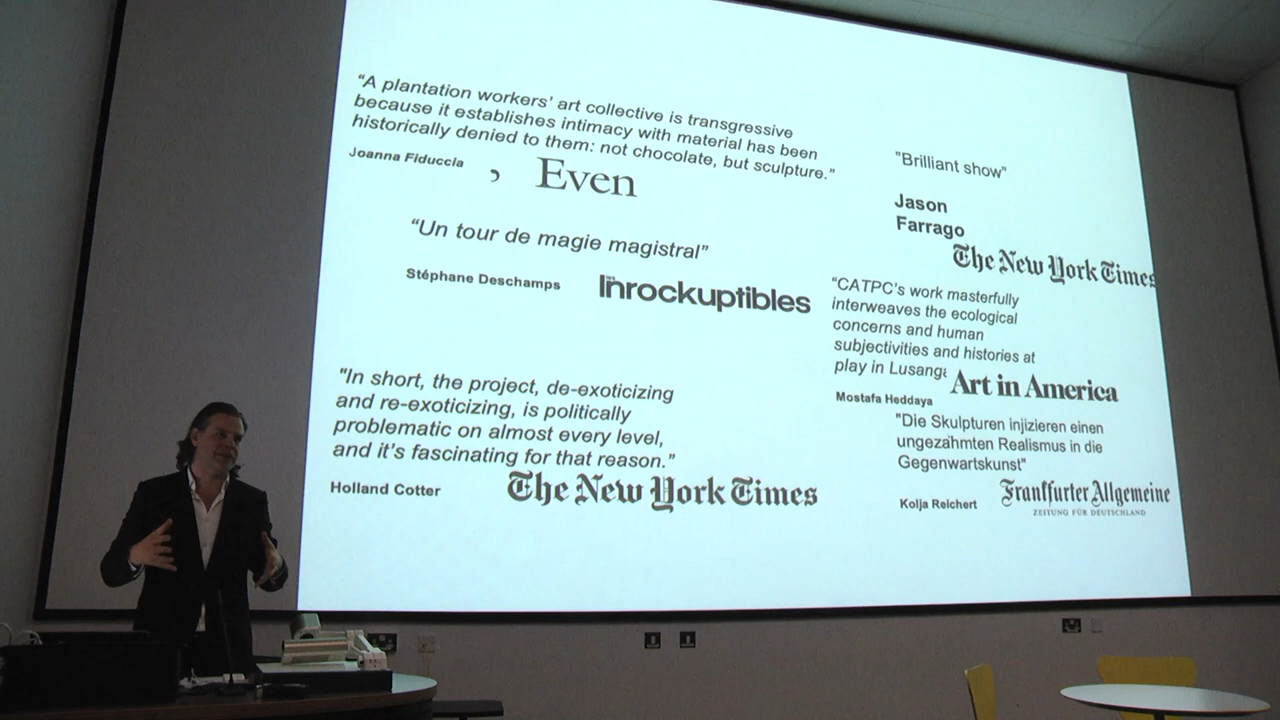 “A plantation workers’ art collective is transgressive
because it establishes intimacy with material has been
historically denied to them: not chocolate, but sculpture.”
Joanna Fiduccia , Even
“Un tour de magie magistral”
Stéphane Deschamps Les Inrockuptibles
"In short, the project, de-exoticizing
and re-exoticizing, is politically
problematic on almost every level,
and it’s fascinating for that reason.”
Holland Cotter The New York Times
"Brilliant show"
Jason
Farrago
The New York Times
“CATPC’s work masterfully
interweaves the ecological
concerns and human
subjectivities and histories at
play in Lusanga
Art in America
Mostafa Heddaya
"Die Skulpturen injizieren einen
ungezähmten Realismus in die
Gegenwartskunst"
Kolja Reichert Frankfurter Allgemeine
ZEITUNG FÜR DEUTSCHLAND